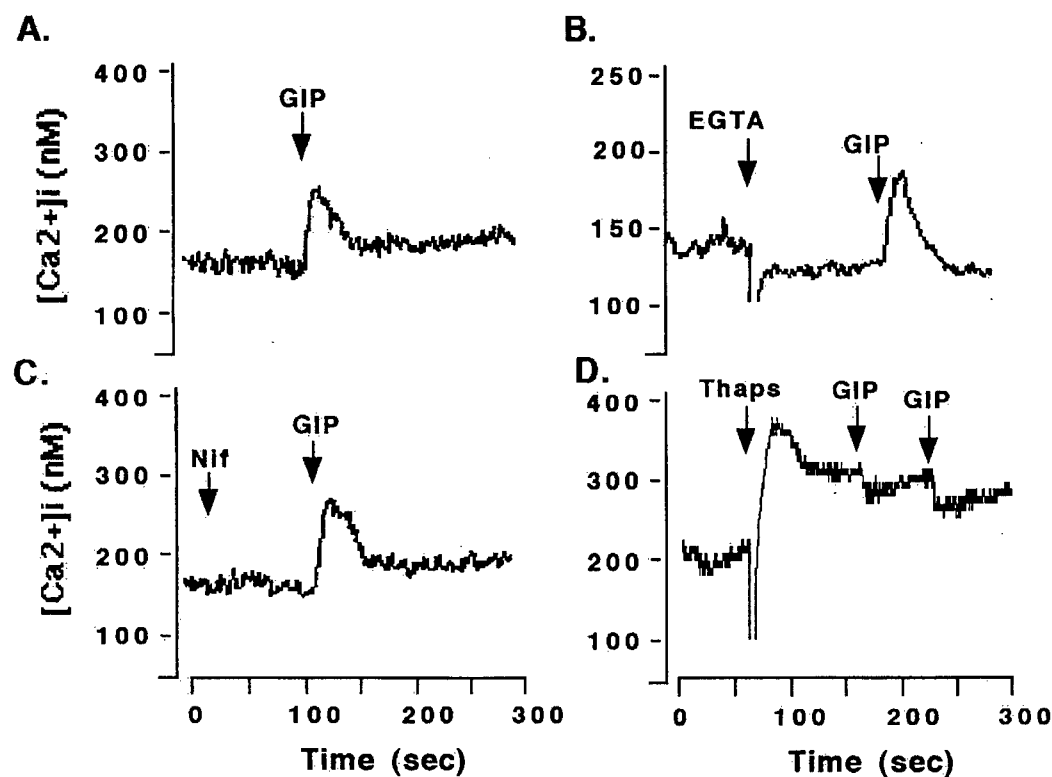 A.
[Ca2+]i (nM)
400
300
200
100
GIP
B.
250
200
150
100
EGTA
GIP
C.
[Ca2+]i (nM)
400
300
200
100
Nif
GIP
0 100 200 300
Time (sec)
D.
400
300
200
100
Thaps
GIP
GIP
0 100 200 300
Time (sec)